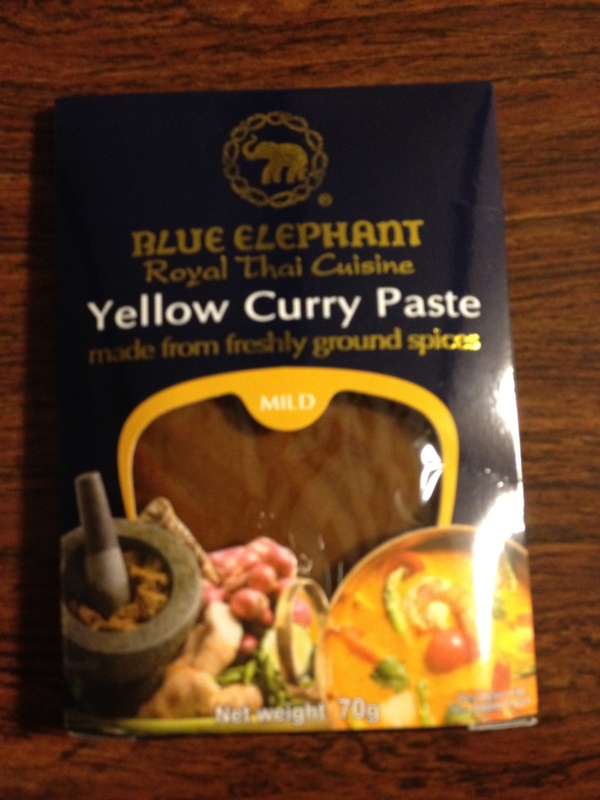 ®
BLUE ELEPHANT
Royal Thai Cuisine
Yellow Curry Paste
made from freshly ground spices
MILD
Net weight 70g